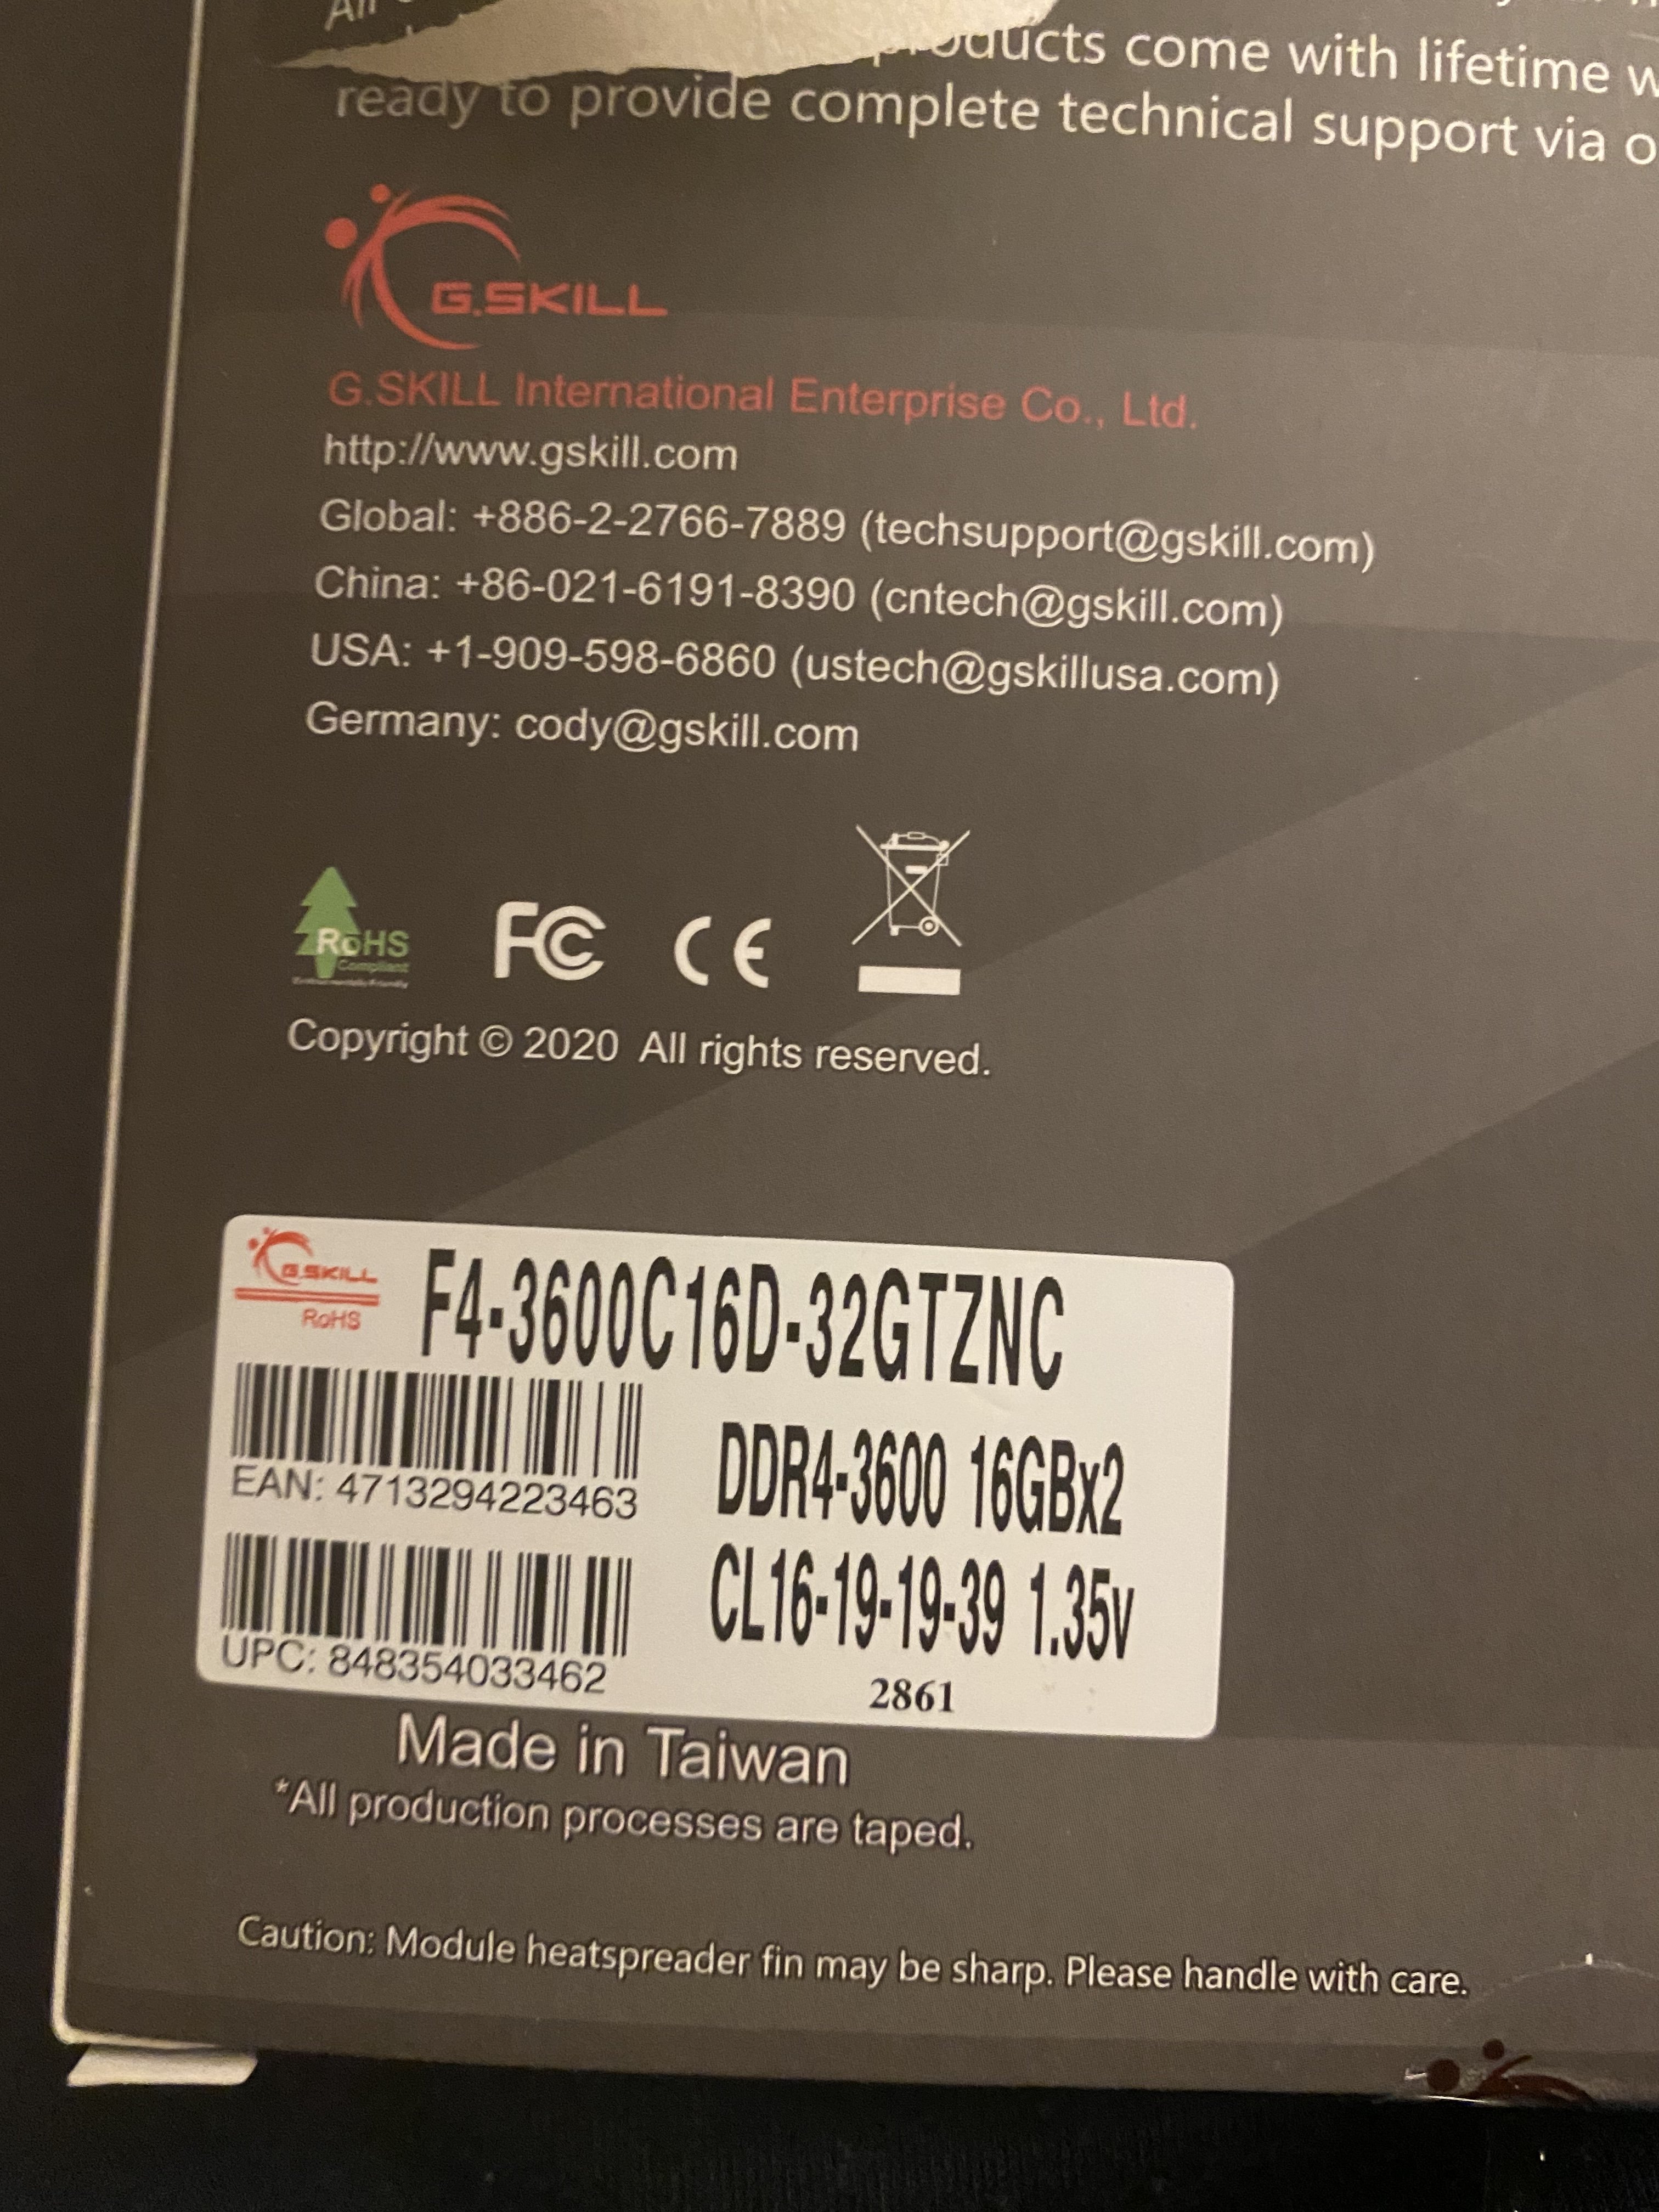 All
products come with lifetime
ready to provide complete technical support via
G.SKILL
G.SKILL International Enterprise Co., Ltd.
http://www.gskill.com
Global: +886-2-2766-7889 (techsupport@gskill.com)
China: +86-021-6191-8390 (cntech@gskill.com)
USA: +1-909-598-6860 (ustech@gskillusa.com)
Germany: cody@gskill.com
RoHS
Compliant
Environmentally Friendly
FC CE
Copyright © 2020 All rights reserved.
G.SKILL
RoHS
F4-3600C16D-32GTZNC
EAN: 4713294223463
DDR4-3600 16GBx2
CL16-19-19-39 1.35v
UPC: 848354033462
2861
Made in Taiwan
*All production processes are taped.
Caution: Module heatspreader fin may be sharp. Please handle with care.